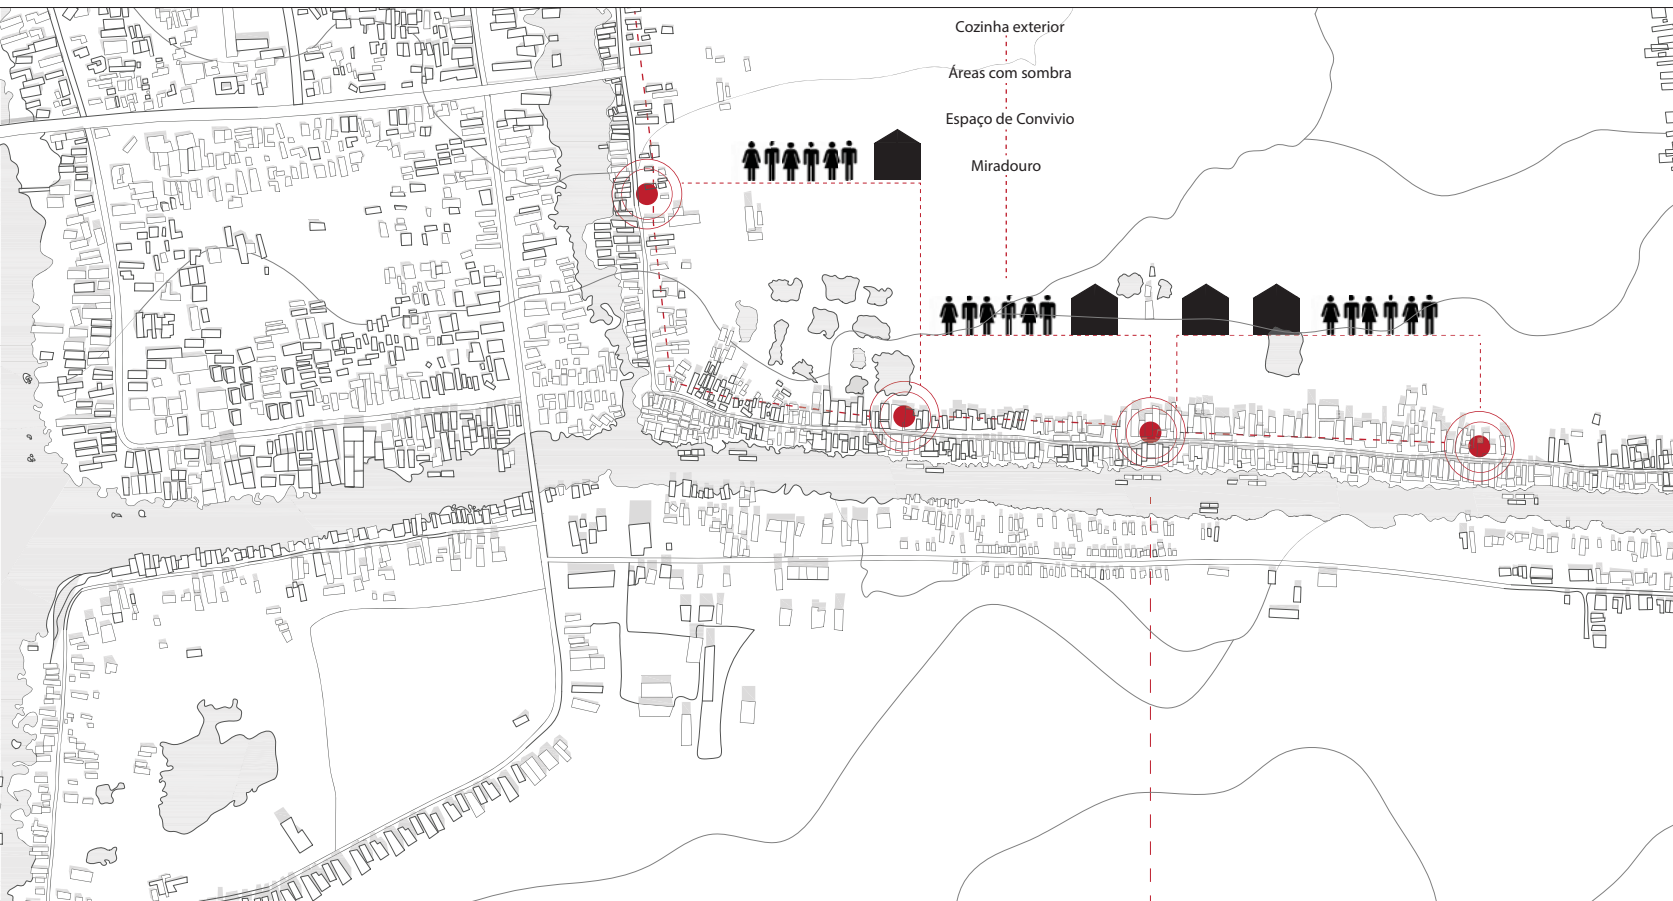 Cozinha exterior
Áreas com sombra
Espaço de Convivio
Miradouro